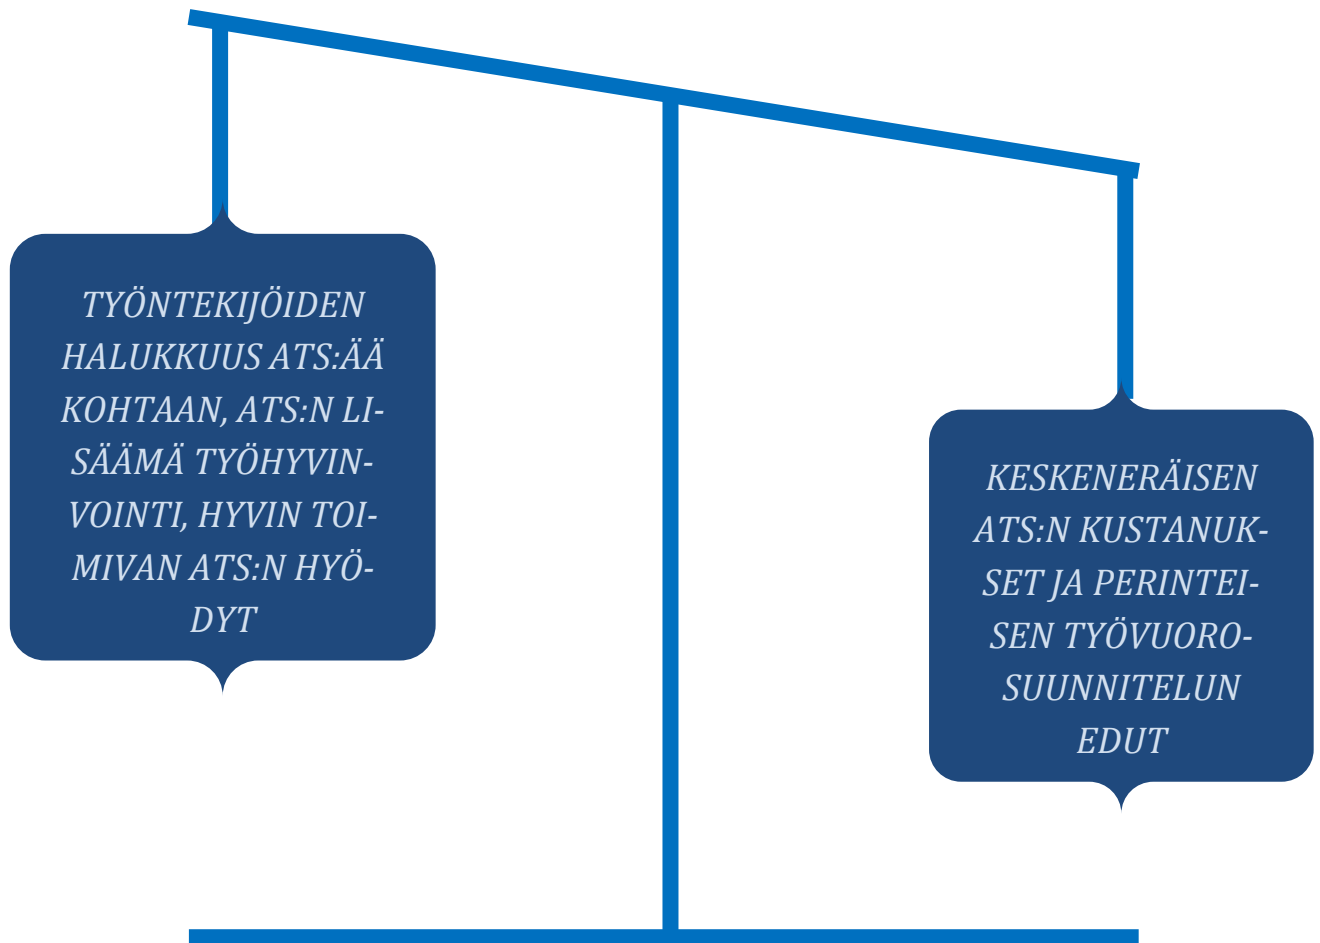 TYÖNTEKIJÖIDEN
HALUKKUUS ATS:ÄÄ
KOHTAAN, ATS:N LI-
SÄÄMÄ TYÖHYVIN-
VOINTI, HYVIN TOI-
MIVAN ATS:N HYÖ-
DYT
KESKENERÄISEN
ATS:N KUSTANUK-
SET JA PERINTEI-
SEN TYÖVUORO-
SUUNNITELUN
EDUT